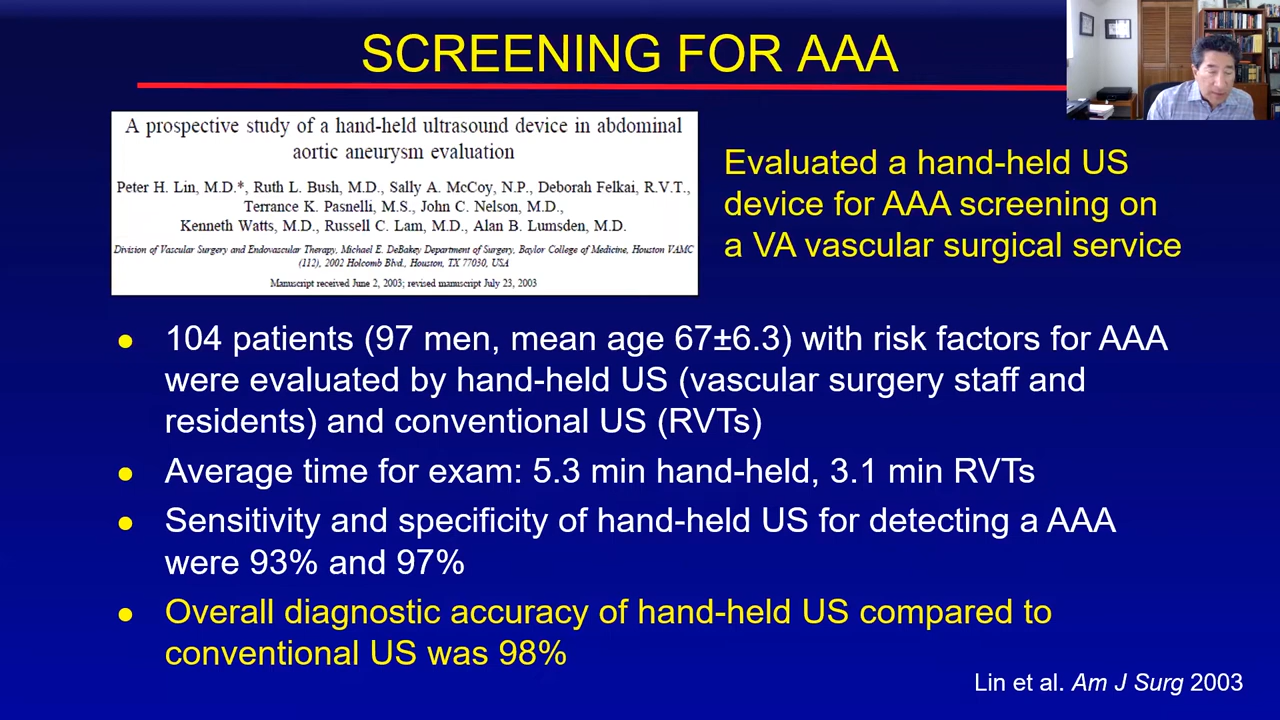 SCREENING FOR AAA
A prospective study of a hand-held ultrasound device in abdominal
aortic aneurysm evaluation
Peter H. Lin, M.D.*, Ruth L. Bush, M.D., Sally A. McCoy, N.P., Deborah Felkai, R.V.T.,
Terrance K. Pasnelli, M.S., John C. Nelson, M.D.,
Kenneth Watts, M.D., Russell C. Lam, M.D., Alan B. Lumsden, M.D.
Division of Vascular Surgery and Endovascular Therapy, Michael E. DeBakey Department of Surgery, Baylor College of Medicine, Houston VAMC
(112), 2002 Holcomb Blvd., Houston, TX 77030, USA
Manuscript received June 2, 2003; revised manuscript July 23, 2003
Evaluated a hand-held US
device for AAA screening on
a VA vascular surgical service
• 104 patients (97 men, mean age 67±6.3) with risk factors for AAA
were evaluated by hand-held US (vascular surgery staff and
residents) and conventional US (RVTs)
• Average time for exam: 5.3 min hand-held, 3.1 min RVTs
• Sensitivity and specificity of hand-held US for detecting a AAA
were 93% and 97%
• Overall diagnostic accuracy of hand-held US compared to
conventional US was 98%
Lin et al. Am J Surg 2003